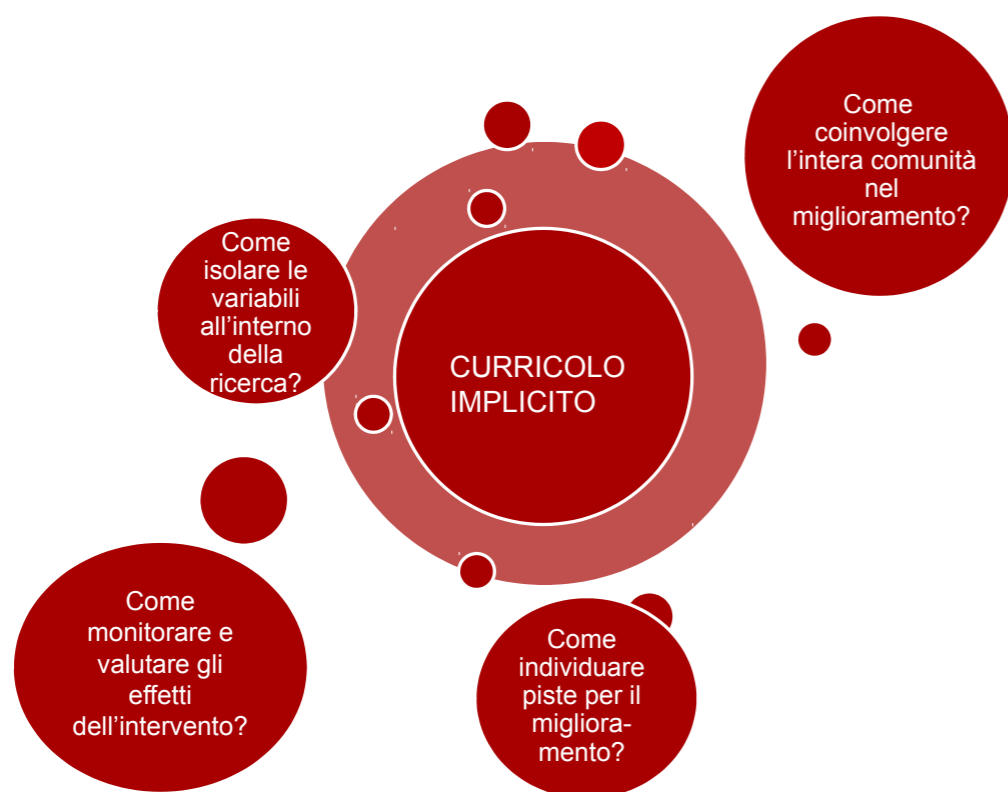 Come
coinvolgere
l’intera comunità
nel
miglioramento?
Come
isolare le
variabili
all’interno
della
ricerca?
CURRICOLO
IMPLICITO
Come
monitorare e
valutare gli
effetti
dell’intervento?
Come
individuare
piste per il
migliora-
mento?